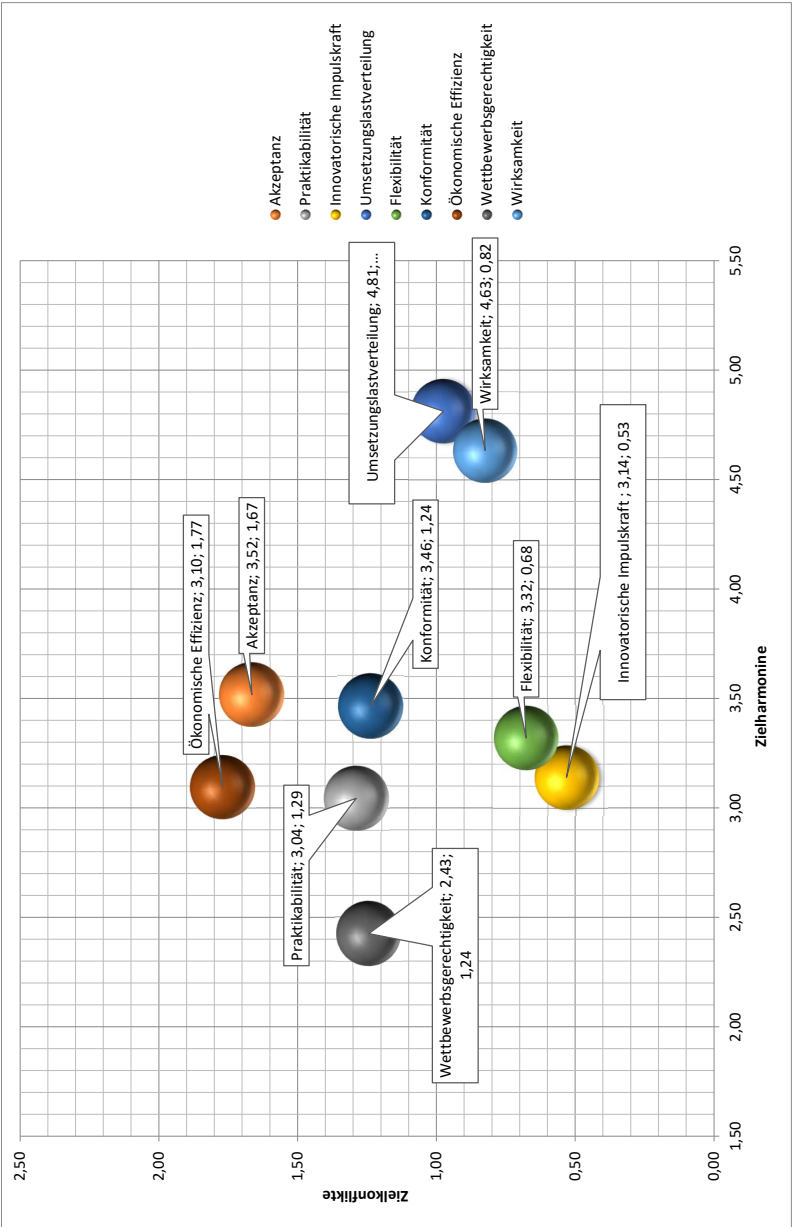 2,50
2,00
1,50
1,00
0,50
0,00
Zielkonflikte
1,50
2,00
2,50
3,00
3,50
4,00
4,50
5,00
5,50
Zielharmonine
Ökonomische Effizienz; 3,10; 1,77
Akzeptanz; 3,52; 1,67
Praktikabilität; 3,04; 1,29
Konformität; 3,46; 1,24
Wettbewerbsgerechtigkeit; 2,43;
1,24
Umsetzungslastverteilung; 4,81;...
Wirksamkeit; 4,63; 0,82
Flexibilität; 3,32; 0,68
Innovatorische Impulskraft ; 3,14; 0,53
Akzeptanz
Praktikabilität
Innovatorische Impulskraft
Umsetzungslastverteilung
Flexibilität
Konformität
Ökonomische Effizienz
Wettbewerbsgerechtigkeit
Wirksamkeit